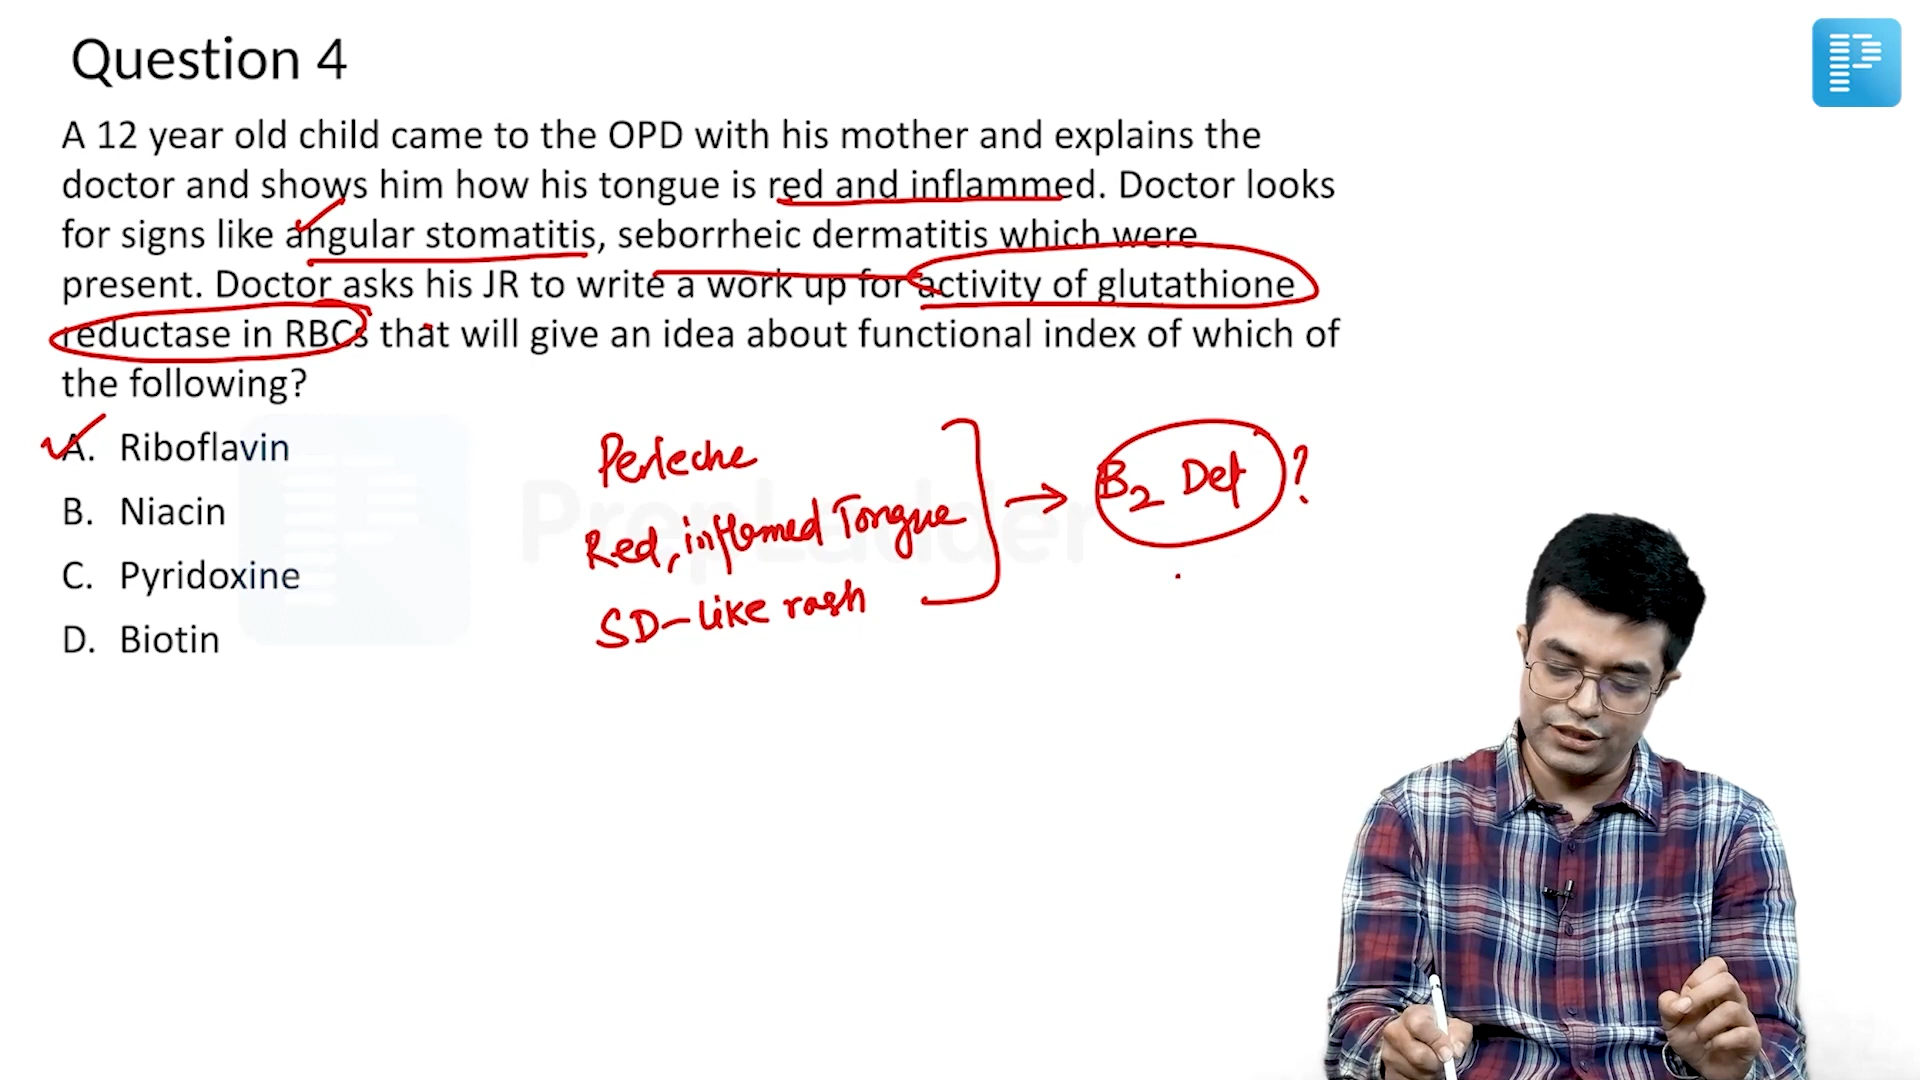 Question 4
A 12 year old child came to the OPD with his mother and explains the
doctor and shows him how his tongue is red and inflammed. Doctor looks
for signs like angular stomatitis, seborrheic dermatitis which were
present. Doctor asks his JR to write a work up for activity of glutathione
reductase in RBCs that will give an idea about functional index of which of
the following?
A. Riboflavin
B. Niacin
C. Pyridoxine
D. Biotin
Perleche
Red, inflamed Tongue
SD-like rash
→ B2 Def ?
PrepLadder